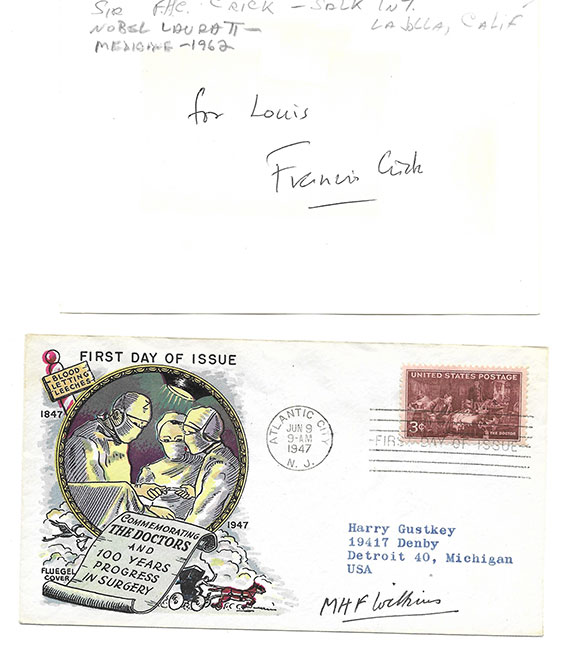 SIR F.H.C. CRICK - SALK INT.
LA JOLLA, CALIF
NOBEL LAURATT -
MEDICINE - 1962
for Louis
Francis Crick
FIRST DAY OF ISSUE
BLOOD
LETTING
LEECHES
1847
1947
COMMEMORATING
THE DOCTORS
AND
100 YEARS
PROGRESS
IN SURGERY
FLUEGEL
COVER
ATLANTIC CITY
JUN 9
9-AM
1947
N. J.
UNITED STATES POSTAGE
3¢
THE DOCTOR
FIRST DAY OF ISSUE
Harry Gustkey
19417 Denby
Detroit 40, Michigan
USA
MHF Wilkins